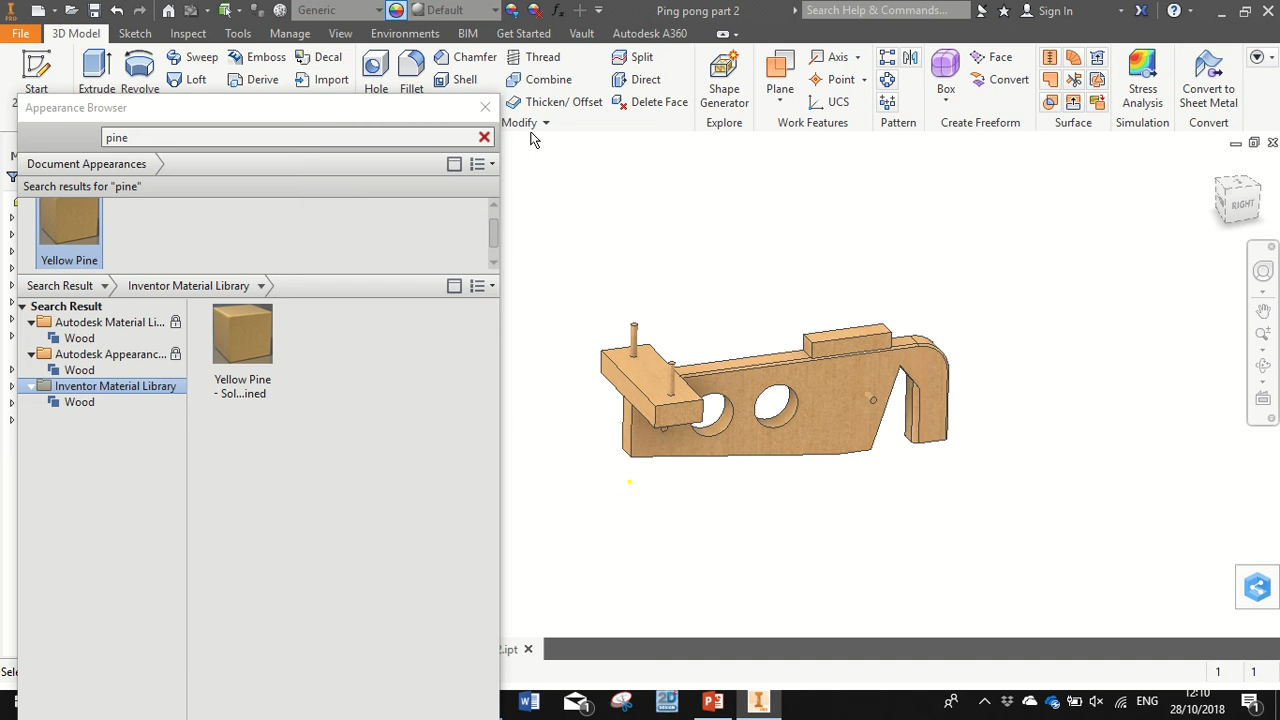 PRO
Generic
Default
Ping pong part 2
Search Help & Commands...
Sign In
File
3D Model
Sketch
Inspect
Tools
Manage
View
Environments
BIM
Get Started
Vault
Autodesk A360
Start
Extrude
Revolve
Sweep
Emboss
Decal
Loft
Derive
Import
Hole
Fillet
Chamfer
Shell
Thread
Combine
Thicken/ Offset
Split
Direct
Delete Face
Shape
Generator
Plane
Axis
Point
UCS
Box
Face
Convert
Stress
Analysis
Convert to
Sheet Metal
Modify
Explore
Work Features
Pattern
Create Freeform
Surface
Simulation
Convert
Appearance Browser
pine
Document Appearances
Search results for "pine"
Yellow Pine
Search Result
Inventor Material Library
Search Result
Autodesk Material Li...
Wood
Autodesk Appearanc...
Wood
Inventor Material Library
Wood
Yellow Pine
- Sol...ined
RIGHT
2.ipt
1 1
ENG
12:10
28/10/2018